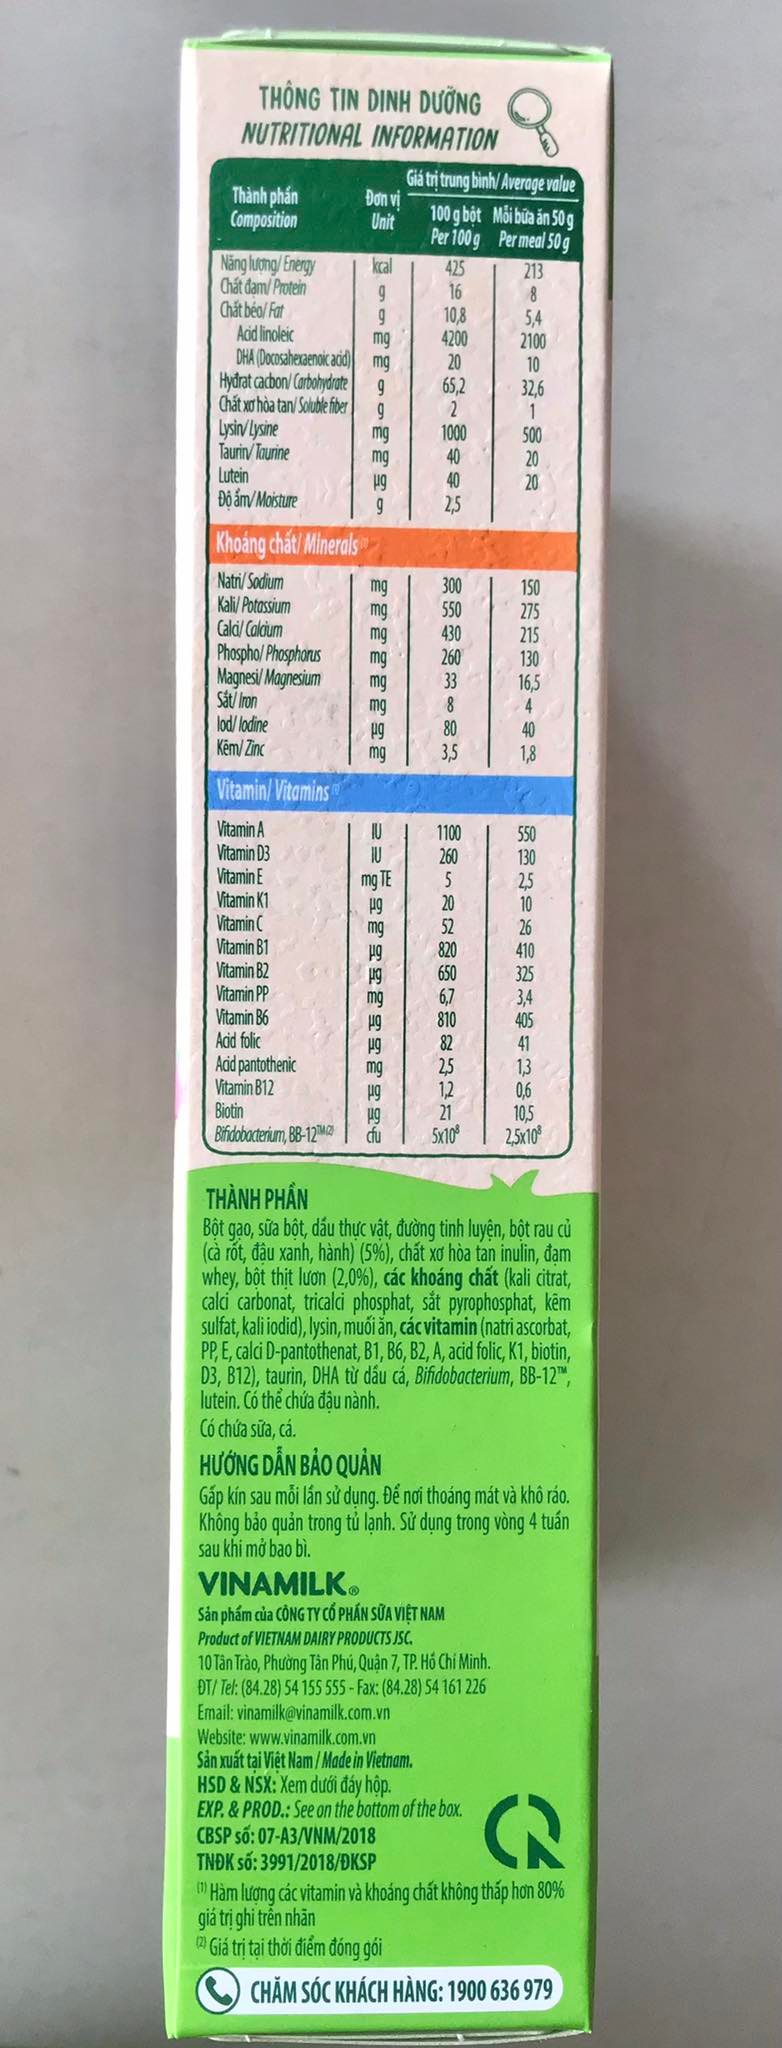 THÔNG TIN DINH DƯỠNG
NUTRITIONAL INFORMATION
Thành phần Đơn vị Giá trị trung bình/ Average value
Composition Unit 100 g bột Mỗi bữa ăn 50 g
Per 100 g Per meal 50 g
Năng lượng/ Energy kcal 425 213
Chất đạm/ Protein g 16 8
Chất béo/ Fat g 10,8 5,4
Acid linoleic mg 4200 2100
DHA (Docosahexaenoic acid) mg 20 10
Hyđrat cacbon/ Carbohydrate g 65,2 32,6
Chất xơ hòa tan/ Soluble fiber g 2 1
Lysin/ Lysine mg 1000 500
Taurin/ Taurine mg 40 20
Lutein µg 40 20
Độ ẩm/ Moisture g 2,5
Khoáng chất/ Minerals (1)
Natri/ Sodium mg 300 150
Kali/ Potassium mg 550 275
Calci/ Calcium mg 430 215
Phospho/ Phosphorus mg 260 130
Magnesi/ Magnesium mg 33 16,5
Sắt/ Iron mg 8 4
Iod/ Iodine µg 80 40
Kẽm/ Zinc mg 3,5 1,8
Vitamin/ Vitamins (1)
Vitamin A IU 1100 550
Vitamin D3 IU 260 130
Vitamin E mg TE 5 2,5
Vitamin K1 µg 20 10
Vitamin C mg 52 26
Vitamin B1 µg 820 410
Vitamin B2 µg 650 325
Vitamin PP mg 6,7 3,4
Vitamin B6 µg 810 405
Acid folic µg 82 41
Acid pantothenic mg 2,5 1,3
Vitamin B12 µg 1,2 0,6
Biotin µg 21 10,5
Bifidobacterium, BB-12™(2) cfu 5x10⁸ 2,5x10⁸
THÀNH PHẦN
Bột gạo, sữa bột, dầu thực vật, đường tinh luyện, bột rau củ
(cà rốt, đậu xanh, hành) (5%), chất xơ hòa tan inulin, đạm
whey, bột thịt lươn (2,0%), các khoáng chất (kali citrat,
calci carbonat, tricalci phosphat, sắt pyrophosphat, kẽm
sulfat, kali iodid), lysin, muối ăn, các vitamin (natri ascorbat,
PP, E, calci D-pantothenat, B1, B6, B2, A, acid folic, K1, biotin,
D3, B12), taurin, DHA từ dầu cá, Bifidobacterium, BB-12™,
lutein. Có thể chứa đậu nành.
Có chứa sữa, cá.
HƯỚNG DẪN BẢO QUẢN
Gấp kín sau mỗi lần sử dụng. Để nơi thoáng mát và khô ráo.
Không bảo quản trong tủ lạnh. Sử dụng trong vòng 4 tuần
sau khi mở bao bì.
VINAMILK®
Sản phẩm của CÔNG TY CỔ PHẦN SỮA VIỆT NAM
Product of VIETNAM DAIRY PRODUCTS JSC.
10 Tân Trào, Phường Tân Phú, Quận 7, TP. Hồ Chí Minh.
ĐT/ Tel: (84.28) 54 155 555 - Fax: (84.28) 54 161 226
Email: vinamilk@vinamilk.com.vn
Website: www.vinamilk.com.vn
Sản xuất tại Việt Nam / Made in Vietnam.
HSD & NSX: Xem dưới đáy hộp.
EXP. & PROD.: See on the bottom of the box.
CBSP số: 07-A3/VNM/2018
TNĐK số: 3991/2018/ĐKSP
(1) Hàm lượng các vitamin và khoáng chất không thấp hơn 80%
giá trị ghi trên nhãn
(2) Giá trị tại thời điểm đóng gói
CHĂM SÓC KHÁCH HÀNG: 1900 636 979